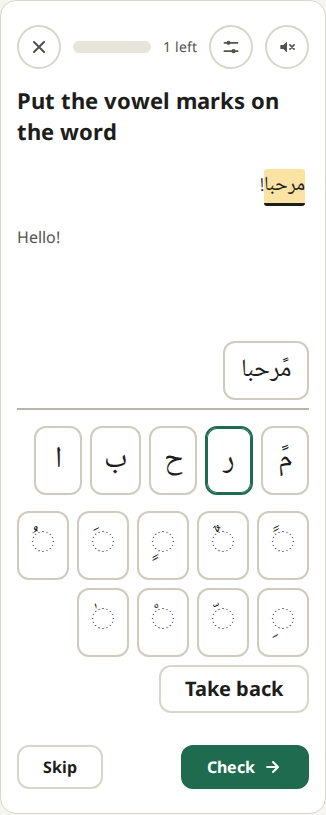 1 left
Put the vowel marks on
the word
مرحبا!
Hello!
مًرحبا
مً ر ح ب ا
◌ً ◌ٌ ◌ٍ ◌َ ◌ُ
◌ِ ◌ّ ◌ْ ◌ٰ
Take back
Skip
Check